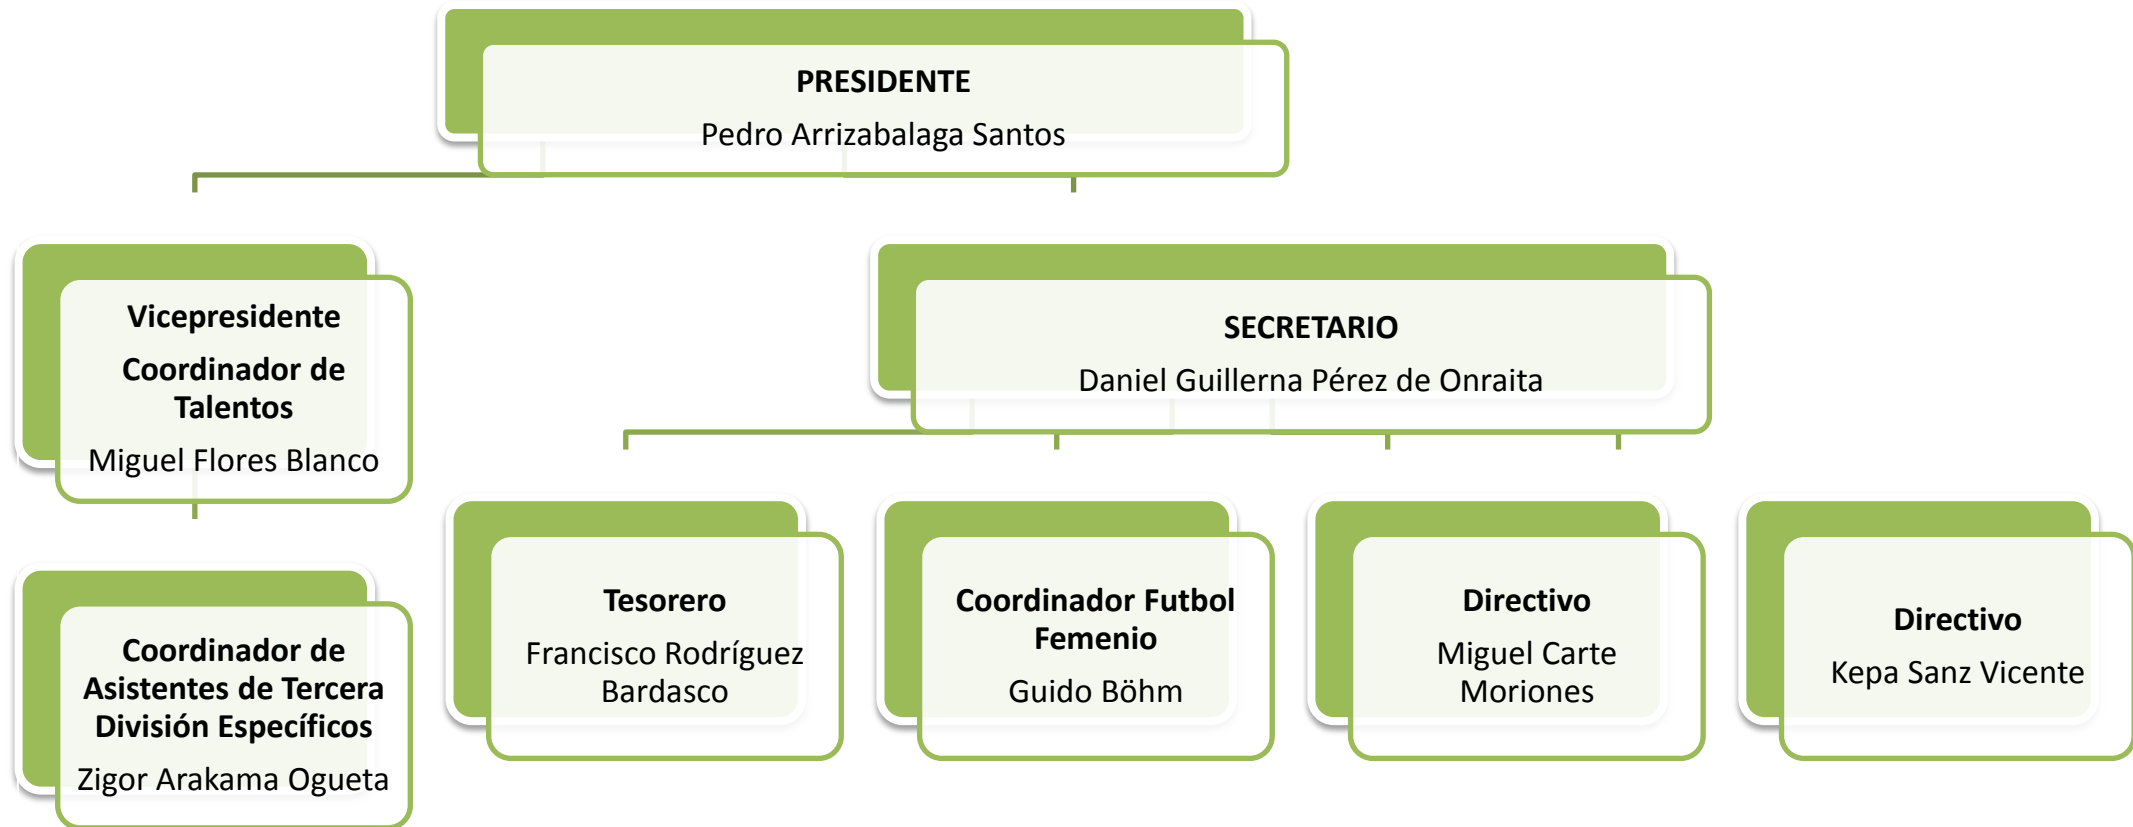 PRESIDENTE
Pedro Arrizabalaga Santos
Vicepresidente
Coordinador de
Talentos
Miguel Flores Blanco
SECRETARIO
Daniel Guillerna Pérez de Onraita
Coordinador de
Asistentes de Tercera
División Específicos
Zigor Arakama Ogueta
Tesorero
Francisco Rodríguez
Bardasco
Coordinador Futbol
Femenio
Guido Böhm
Directivo
Miguel Carte
Moriones
Directivo
Kepa Sanz Vicente